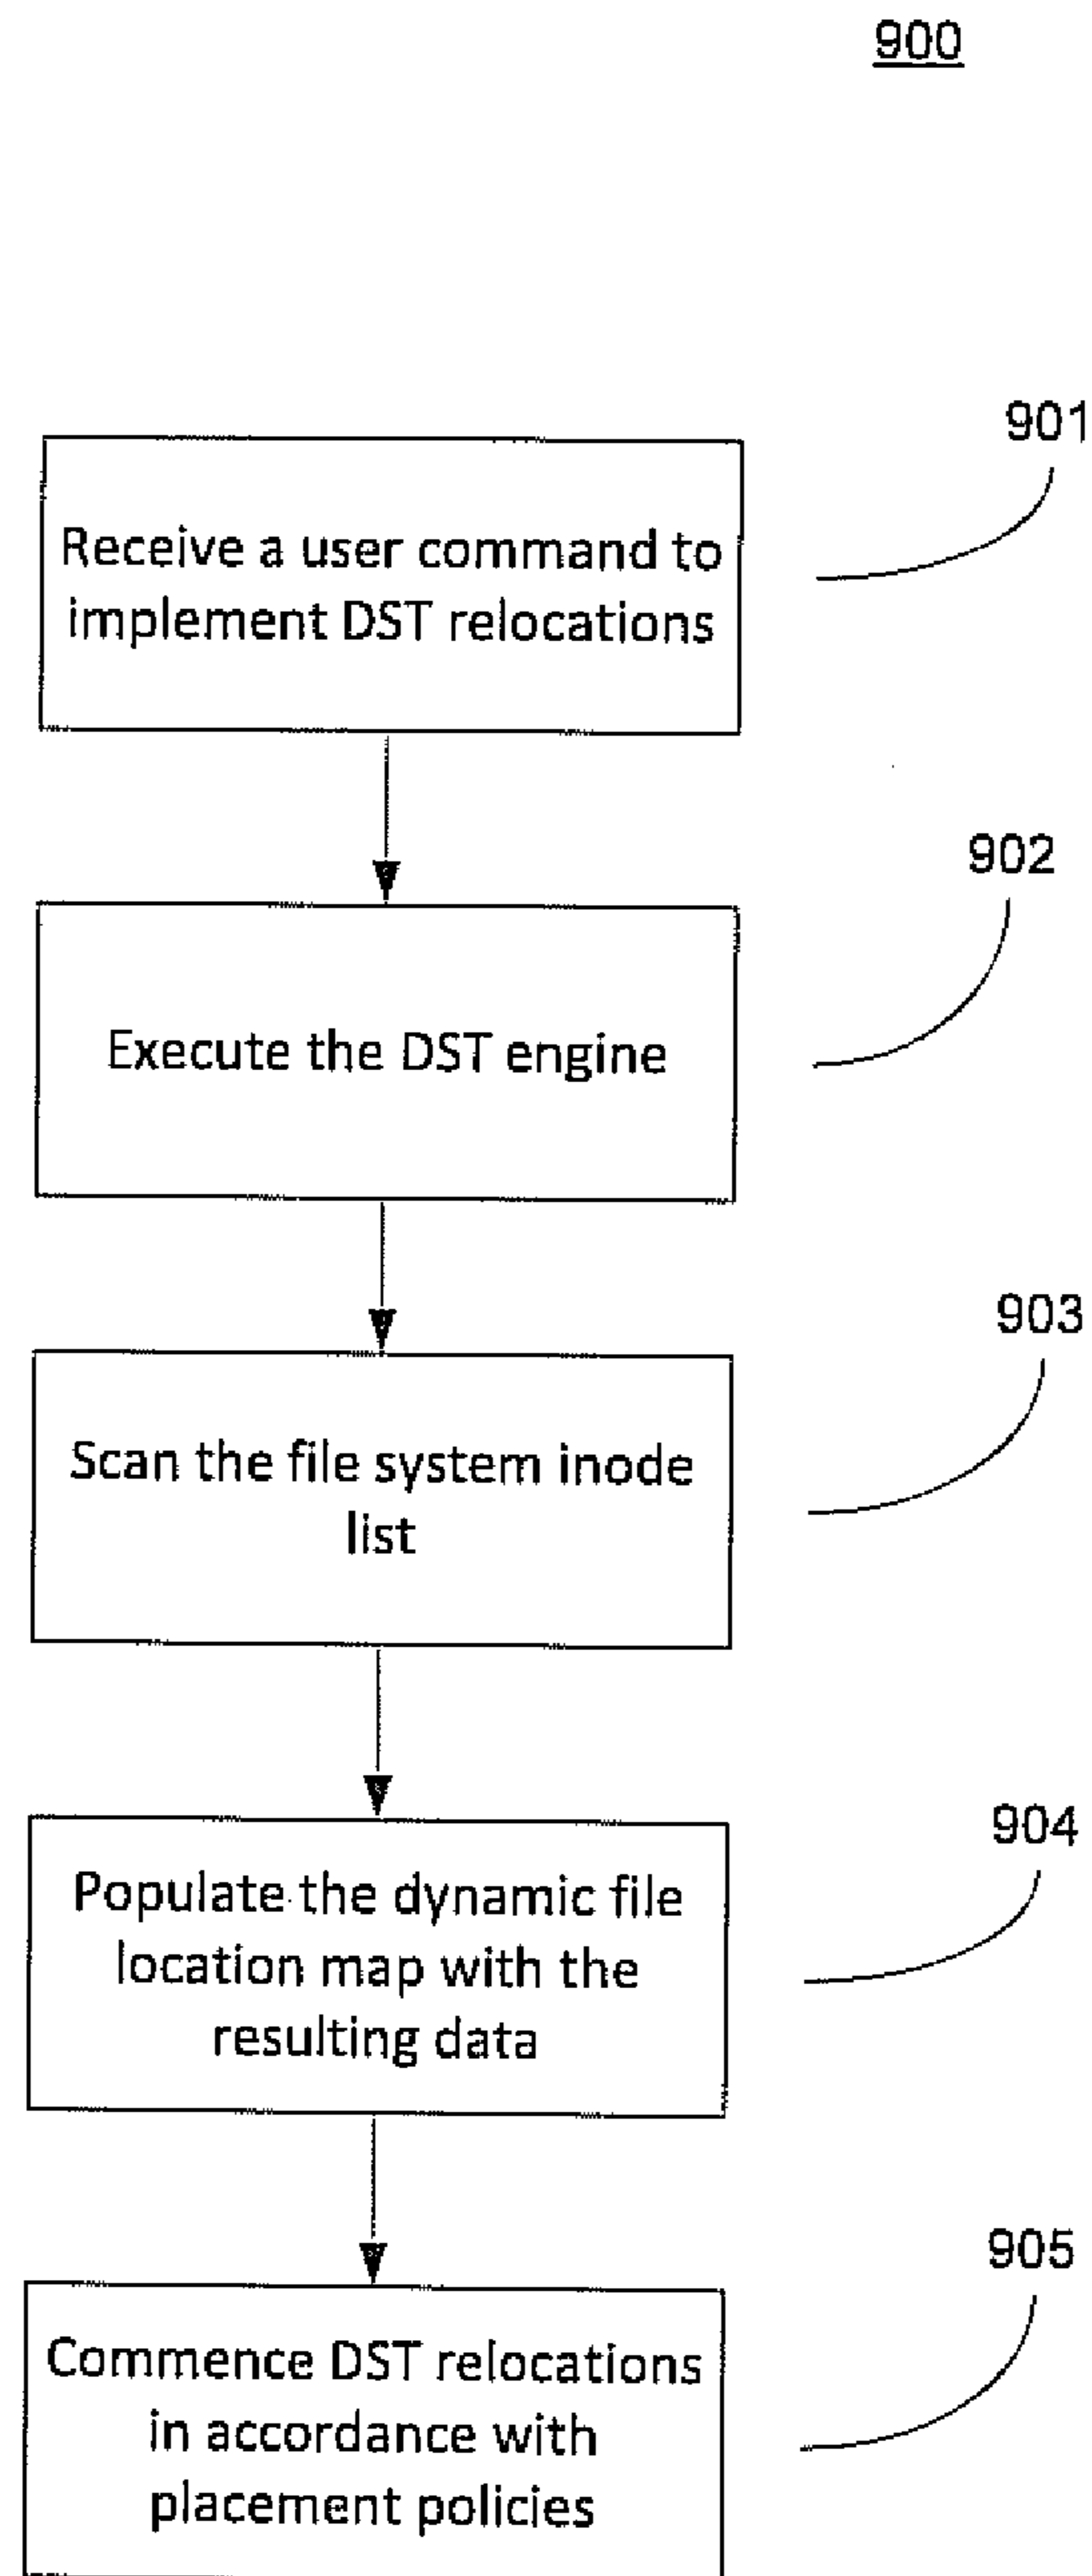 900
901
Receive a user command to
implement DST relocations
902
Execute the DST engine
903
Scan the file system inode
list
904
Populate the dynamic file
location map with the
resulting data
905
Commence DST relocations
in accordance with
placement policies